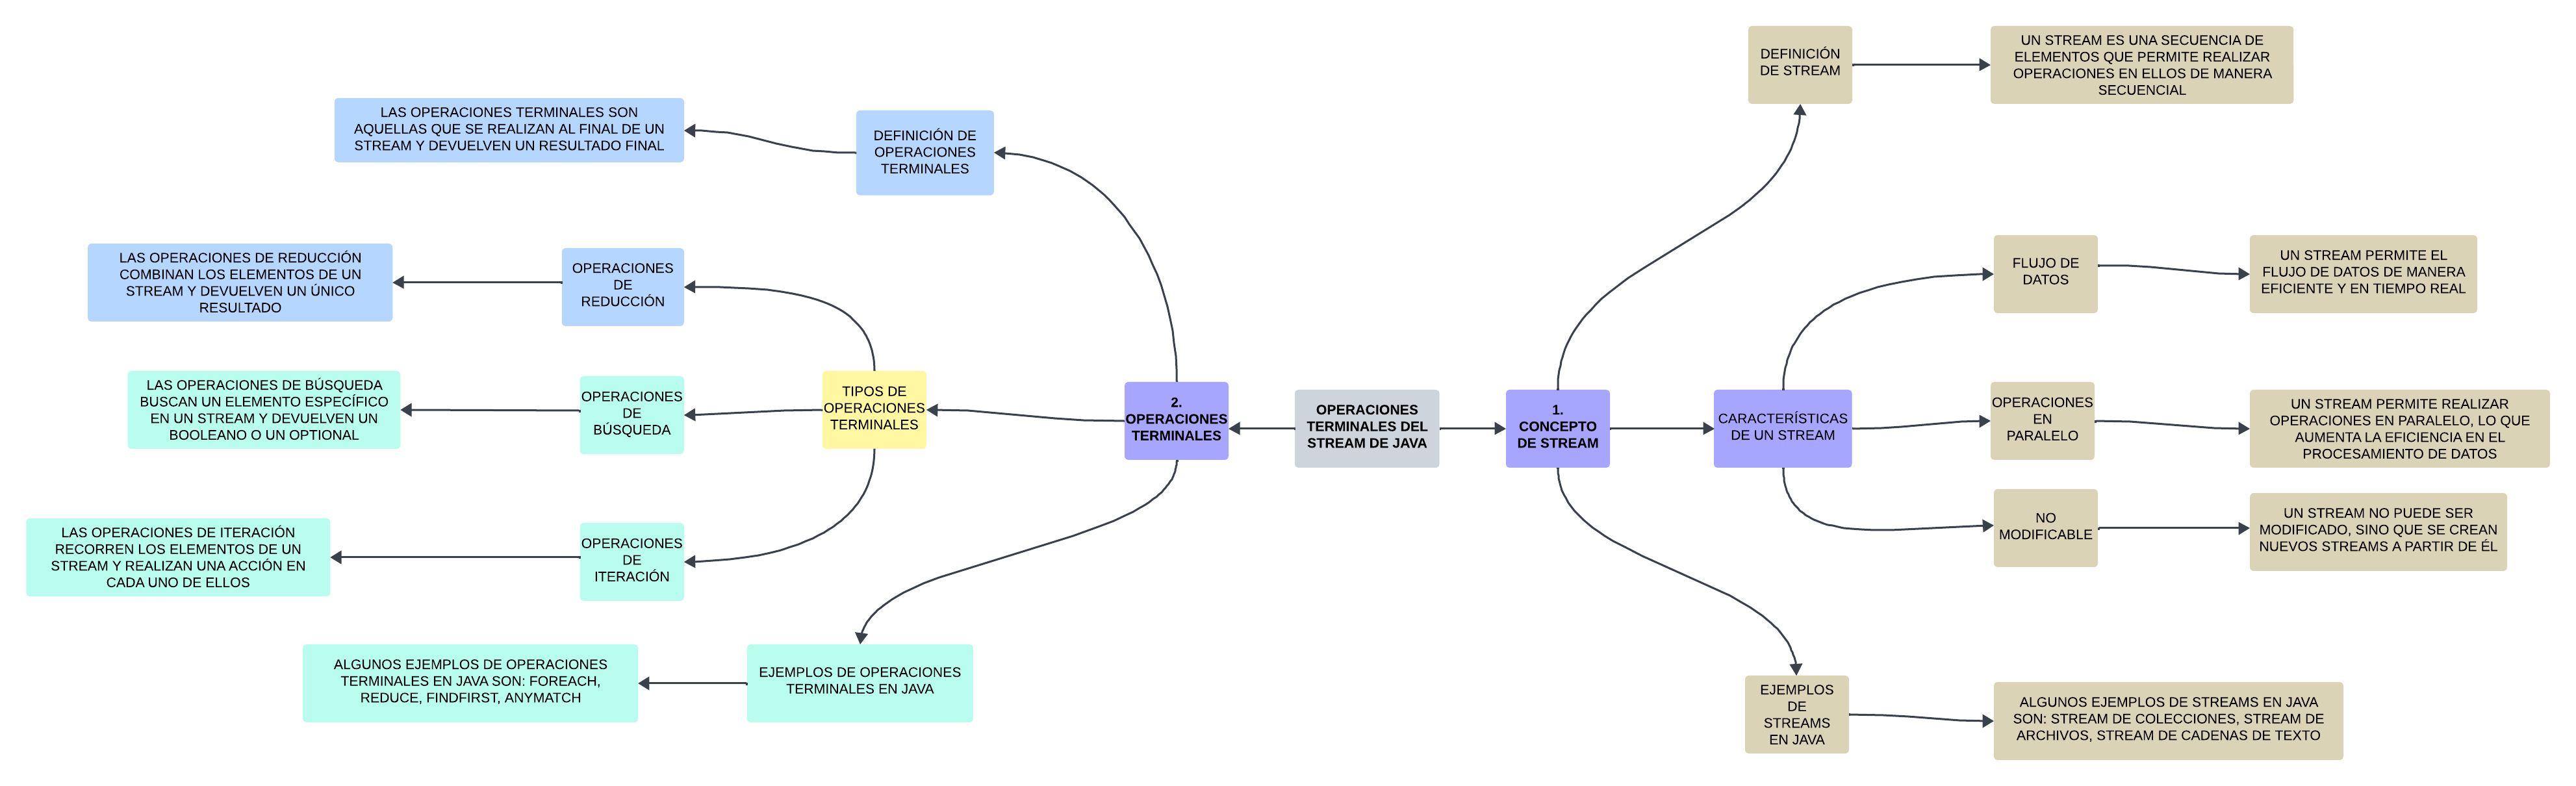 OPERACIONES
TERMINALES DEL
STREAM DE JAVA
1.
CONCEPTO
DE STREAM
DEFINICIÓN
DE STREAM
UN STREAM ES UNA SECUENCIA DE
ELEMENTOS QUE PERMITE REALIZAR
OPERACIONES EN ELLOS DE MANERA
SECUENCIAL
CARACTERÍSTICAS
DE UN STREAM
FLUJO DE
DATOS
UN STREAM PERMITE EL
FLUJO DE DATOS DE MANERA
EFICIENTE Y EN TIEMPO REAL
OPERACIONES
EN
PARALELO
UN STREAM PERMITE REALIZAR
OPERACIONES EN PARALELO, LO QUE
AUMENTA LA EFICIENCIA EN EL
PROCESAMIENTO DE DATOS
NO
MODIFICABLE
UN STREAM NO PUEDE SER
MODIFICADO, SINO QUE SE CREAN
NUEVOS STREAMS A PARTIR DE ÉL
EJEMPLOS
DE
STREAMS
EN JAVA
ALGUNOS EJEMPLOS DE STREAMS EN JAVA
SON: STREAM DE COLECCIONES, STREAM DE
ARCHIVOS, STREAM DE CADENAS DE TEXTO
2.
OPERACIONES
TERMINALES
DEFINICIÓN DE
OPERACIONES
TERMINALES
LAS OPERACIONES TERMINALES SON
AQUELLAS QUE SE REALIZAN AL FINAL DE UN
STREAM Y DEVUELVEN UN RESULTADO FINAL
TIPOS DE
OPERACIONES
TERMINALES
OPERACIONES
DE
REDUCCIÓN
LAS OPERACIONES DE REDUCCIÓN
COMBINAN LOS ELEMENTOS DE UN
STREAM Y DEVUELVEN UN ÚNICO
RESULTADO
OPERACIONES
DE
BÚSQUEDA
LAS OPERACIONES DE BÚSQUEDA
BUSCAN UN ELEMENTO ESPECÍFICO
EN UN STREAM Y DEVUELVEN UN
BOOLEANO O UN OPTIONAL
OPERACIONES
DE
ITERACIÓN
LAS OPERACIONES DE ITERACIÓN
RECORREN LOS ELEMENTOS DE UN
STREAM Y REALIZAN UNA ACCIÓN EN
CADA UNO DE ELLOS
EJEMPLOS DE OPERACIONES
TERMINALES EN JAVA
ALGUNOS EJEMPLOS DE OPERACIONES
TERMINALES EN JAVA SON: FOREACH,
REDUCE, FINDFIRST, ANYMATCH